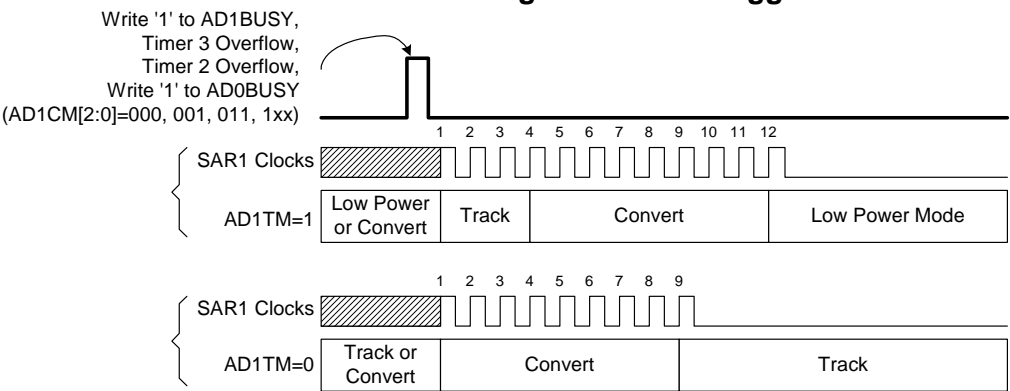 Write '1' to AD1BUSY,
Timer 3 Overflow,
Timer 2 Overflow,
Write '1' to AD0BUSY
(AD1CM[2:0]=000, 001, 011, 1xx)
1 2 3 4 5 6 7 8 9 10 11 12
SAR1 Clocks
AD1TM=1
Low Power
or Convert
Track
Convert
Low Power Mode
1 2 3 4 5 6 7 8 9
SAR1 Clocks
AD1TM=0
Track or
Convert
Convert
Track